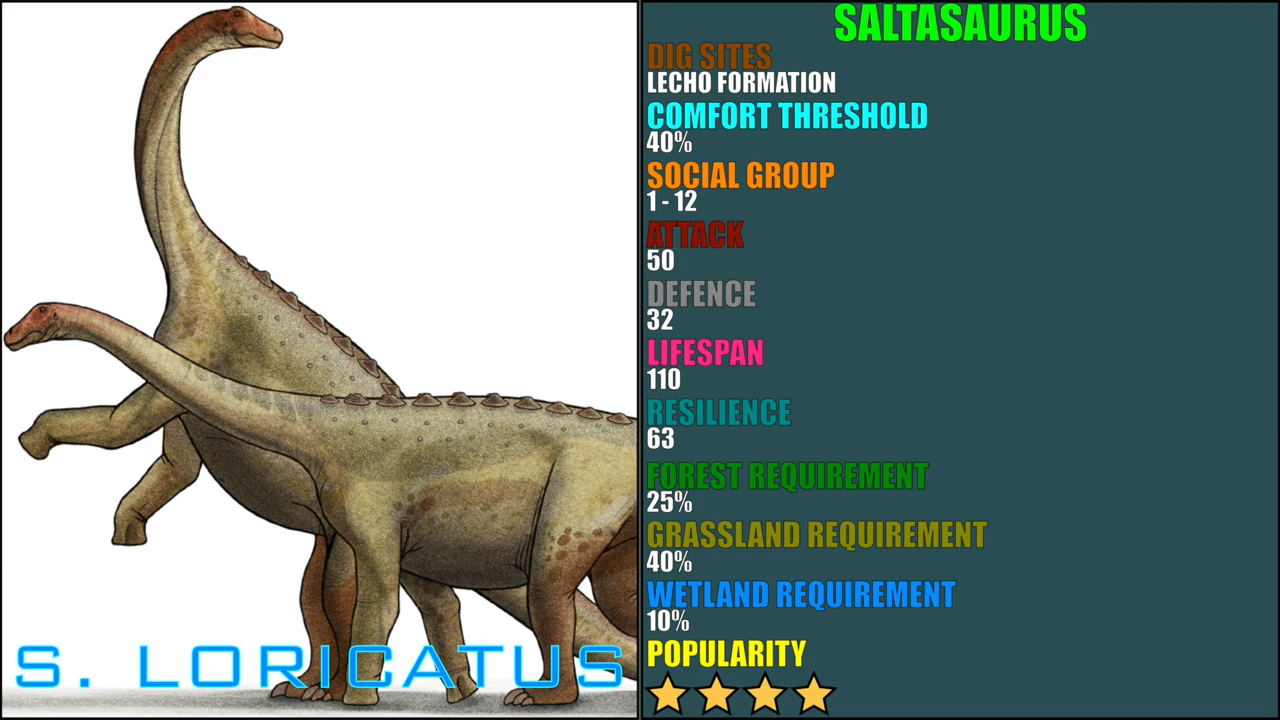 S. LORICATUS
SALTASAURUS
DIG SITES
LECHO FORMATION
COMFORT THRESHOLD
40%
SOCIAL GROUP
1 - 12
ATTACK
50
DEFENCE
32
LIFESPAN
110
RESILIENCE
63
FOREST REQUIREMENT
25%
GRASSLAND REQUIREMENT
40%
WETLAND REQUIREMENT
10%
POPULARITY